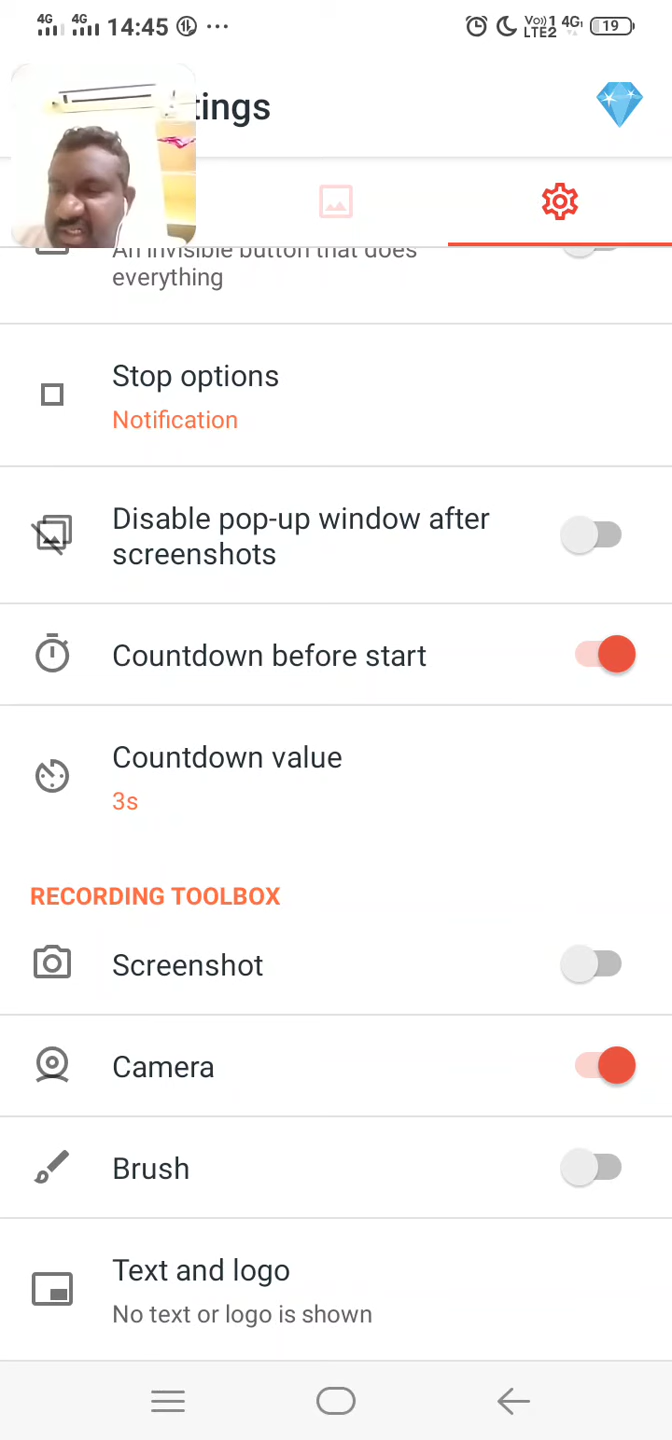 4G 4G 14:45 ... Vo))1 LTE2 4G 19
tings
An invisible button that does
everything
Stop options
Notification
Disable pop-up window after
screenshots
Countdown before start
Countdown value
3s
RECORDING TOOLBOX
Screenshot
Camera
Brush
Text and logo
No text or logo is shown